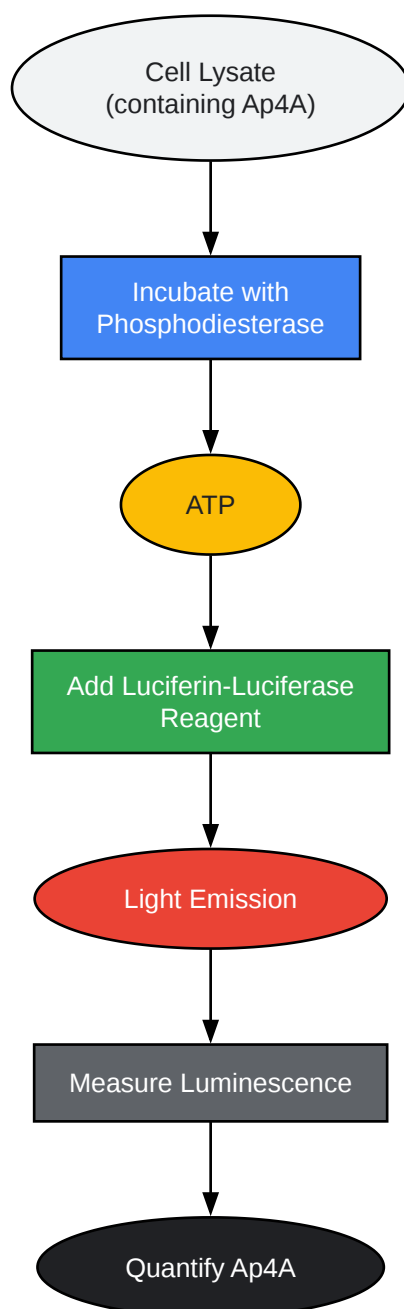 Cell Lysate
(containing Ap4A)
Incubate with
Phosphodiesterase
ATP
Add Luciferin-Luciferase
Reagent
Light Emission
Measure Luminescence
Quantify Ap4A